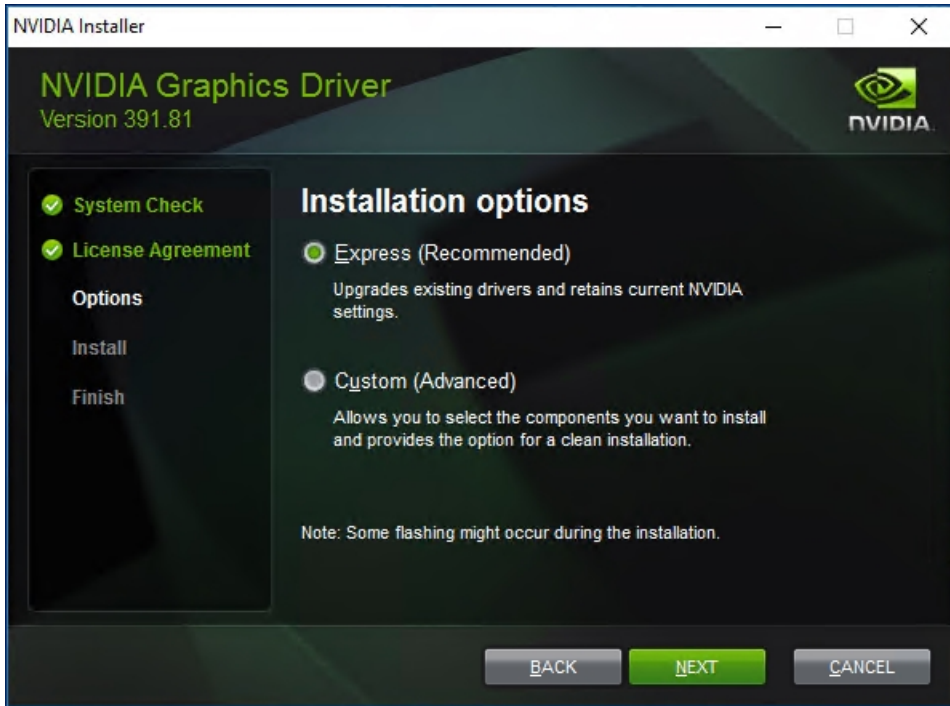 NVIDIA Installer
NVIDIA Graphics Driver
Version 391.81
NVIDIA
System Check
License Agreement
Options
Install
Finish
Installation options
Express (Recommended)
Upgrades existing drivers and retains current NVIDIA
settings.
Custom (Advanced)
Allows you to select the components you want to install
and provides the option for a clean installation.
Note: Some flashing might occur during the installation.
BACK
NEXT
CANCEL